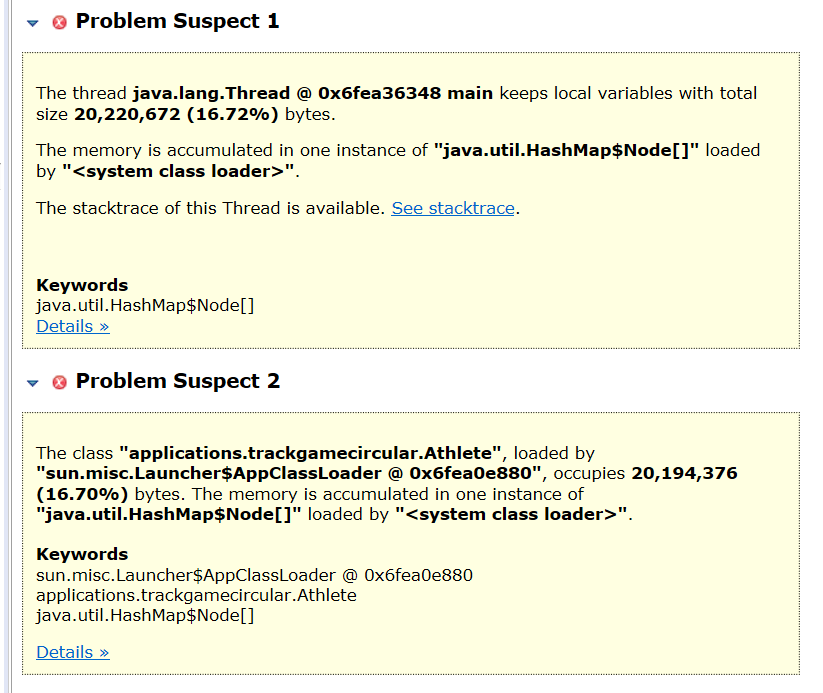 Problem Suspect 1
The thread java.lang.Thread @ 0x6fea36348 main keeps local variables with total
size 20,220,672 (16.72%) bytes.
The memory is accumulated in one instance of "java.util.HashMap$Node[]" loaded
by "<system class loader>".
The stacktrace of this Thread is available. See stacktrace.
Keywords
java.util.HashMap$Node[]
Details »
Problem Suspect 2
The class "applications.trackgamecircular.Athlete", loaded by
"sun.misc.Launcher$AppClassLoader @ 0x6fea0e880", occupies 20,194,376
(16.70%) bytes. The memory is accumulated in one instance of
"java.util.HashMap$Node[]" loaded by "<system class loader>".
Keywords
sun.misc.Launcher$AppClassLoader @ 0x6fea0e880
applications.trackgamecircular.Athlete
java.util.HashMap$Node[]
Details »